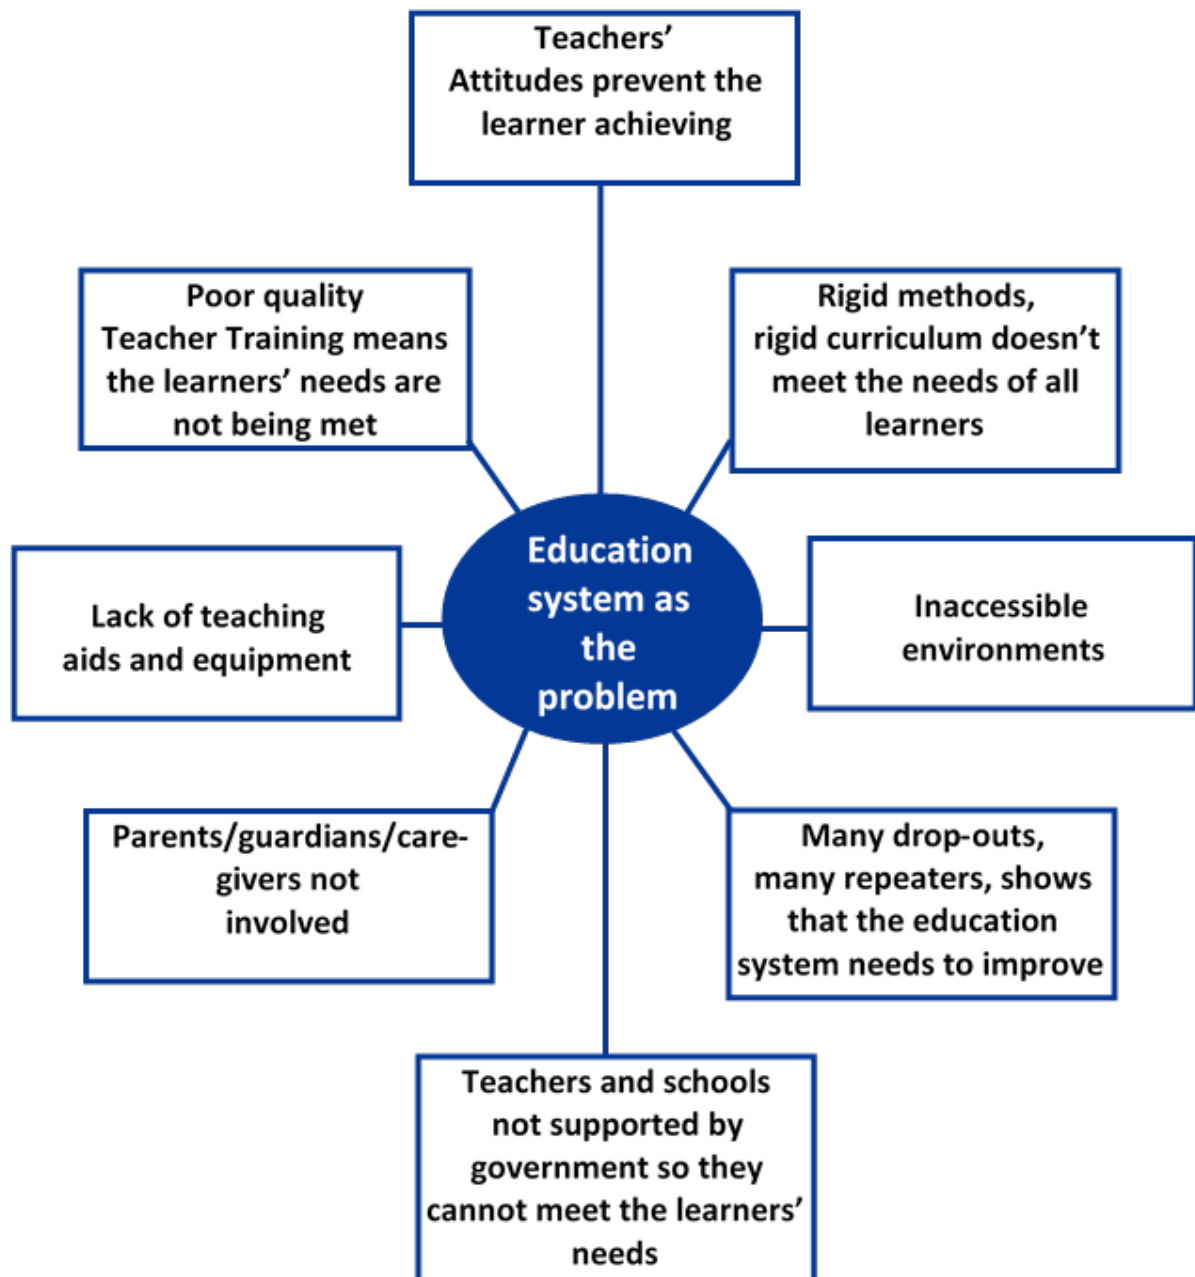 Teachers’
Attitudes prevent the
learner achieving
Poor quality
Teacher Training means
the learners’ needs are
not being met
Rigid methods,
rigid curriculum doesn’t
meet the needs of all
learners
Education
system as
the
problem
Lack of teaching
aids and equipment
Inaccessible
environments
Parents/guardians/care-
givers not
involved
Many drop-outs,
many repeaters, shows
that the education
system needs to improve
Teachers and schools
not supported by
government so they
cannot meet the learners’
needs